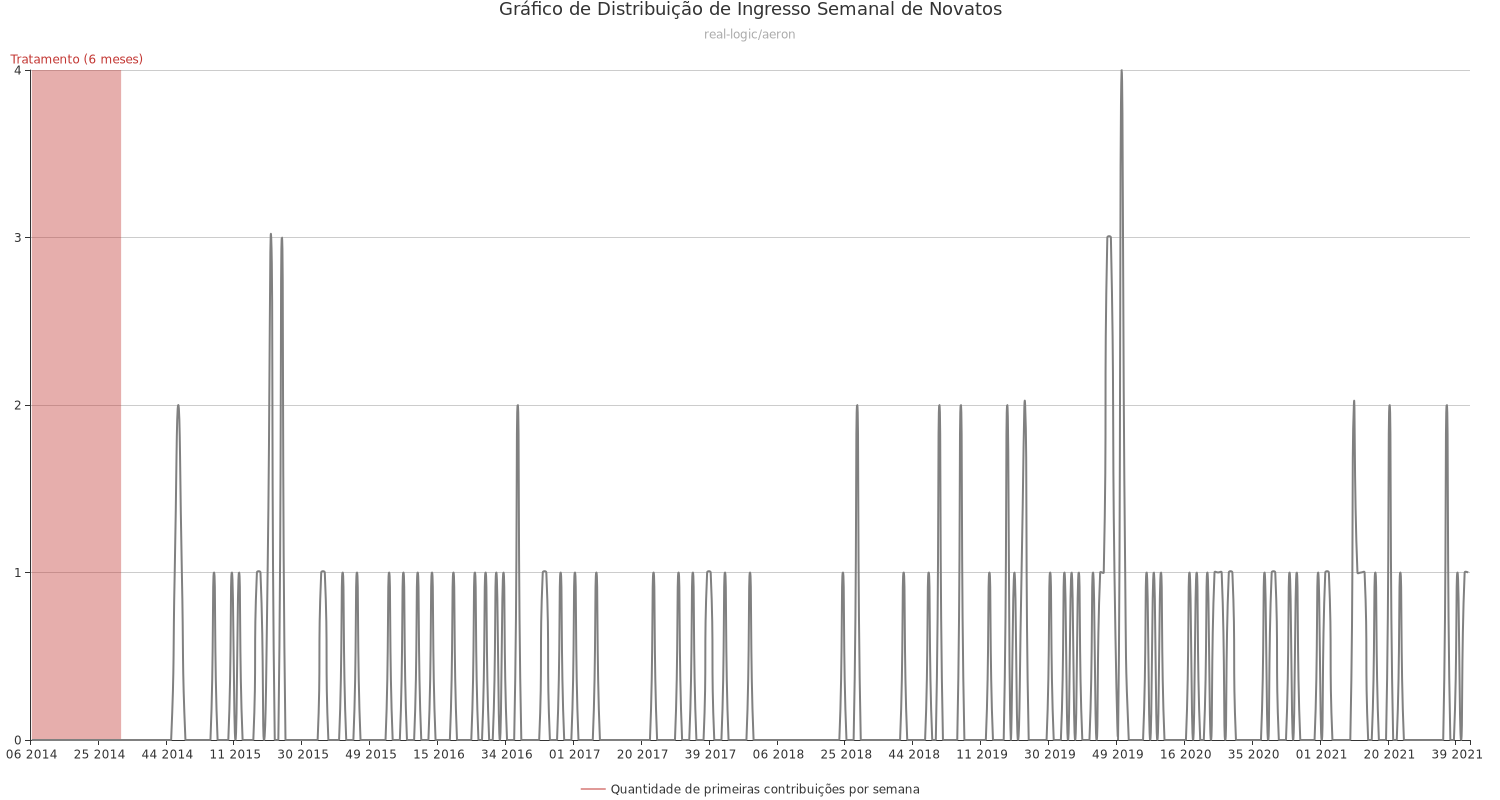 Gráfico de Distribuição de Ingresso Semanal de Novatos
real-logic/aeron
Tratamento (6 meses)
4
3
2
1
0
06 2014 25 2014 44 2014 11 2015 30 2015 49 2015 15 2016 34 2016 01 2017 20 2017 39 2017 06 2018 25 2018 44 2018 11 2019 30 2019 49 2019 16 2020 35 2020 01 2021 20 2021 39 2021
Quantidade de primeiras contribuições por semana